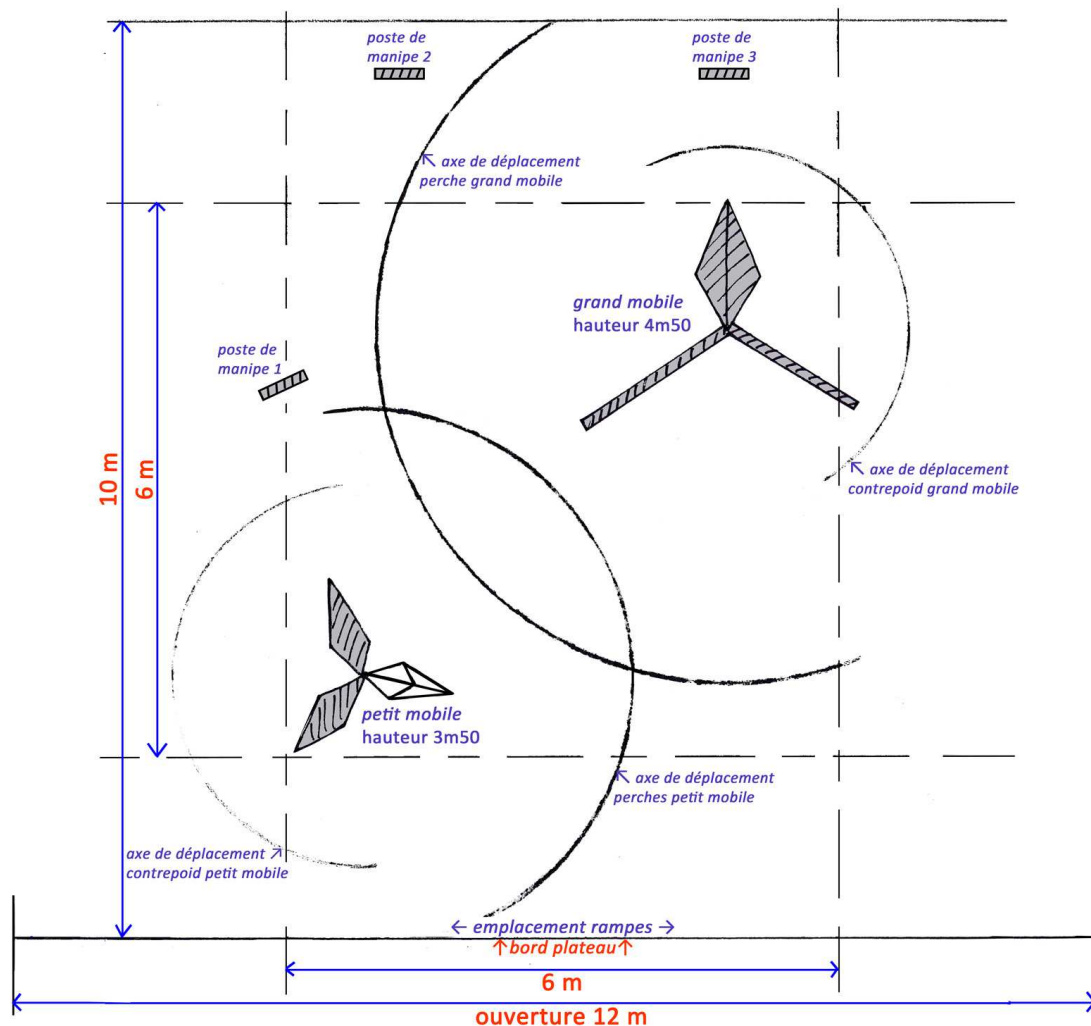 poste de
manipe 2
poste de
manipe 3
↖ axe de déplacement
perche grand mobile
grand mobile
hauteur 4m50
poste de
manipe 1
10 m
6 m
↖ axe de déplacement
contrepoid grand mobile
petit mobile
hauteur 3m50
↖ axe de déplacement
perches petit mobile
axe de déplacement ↗
contrepoid petit mobile
← emplacement rampes →
↑bord plateau↑
6 m
ouverture 12 m